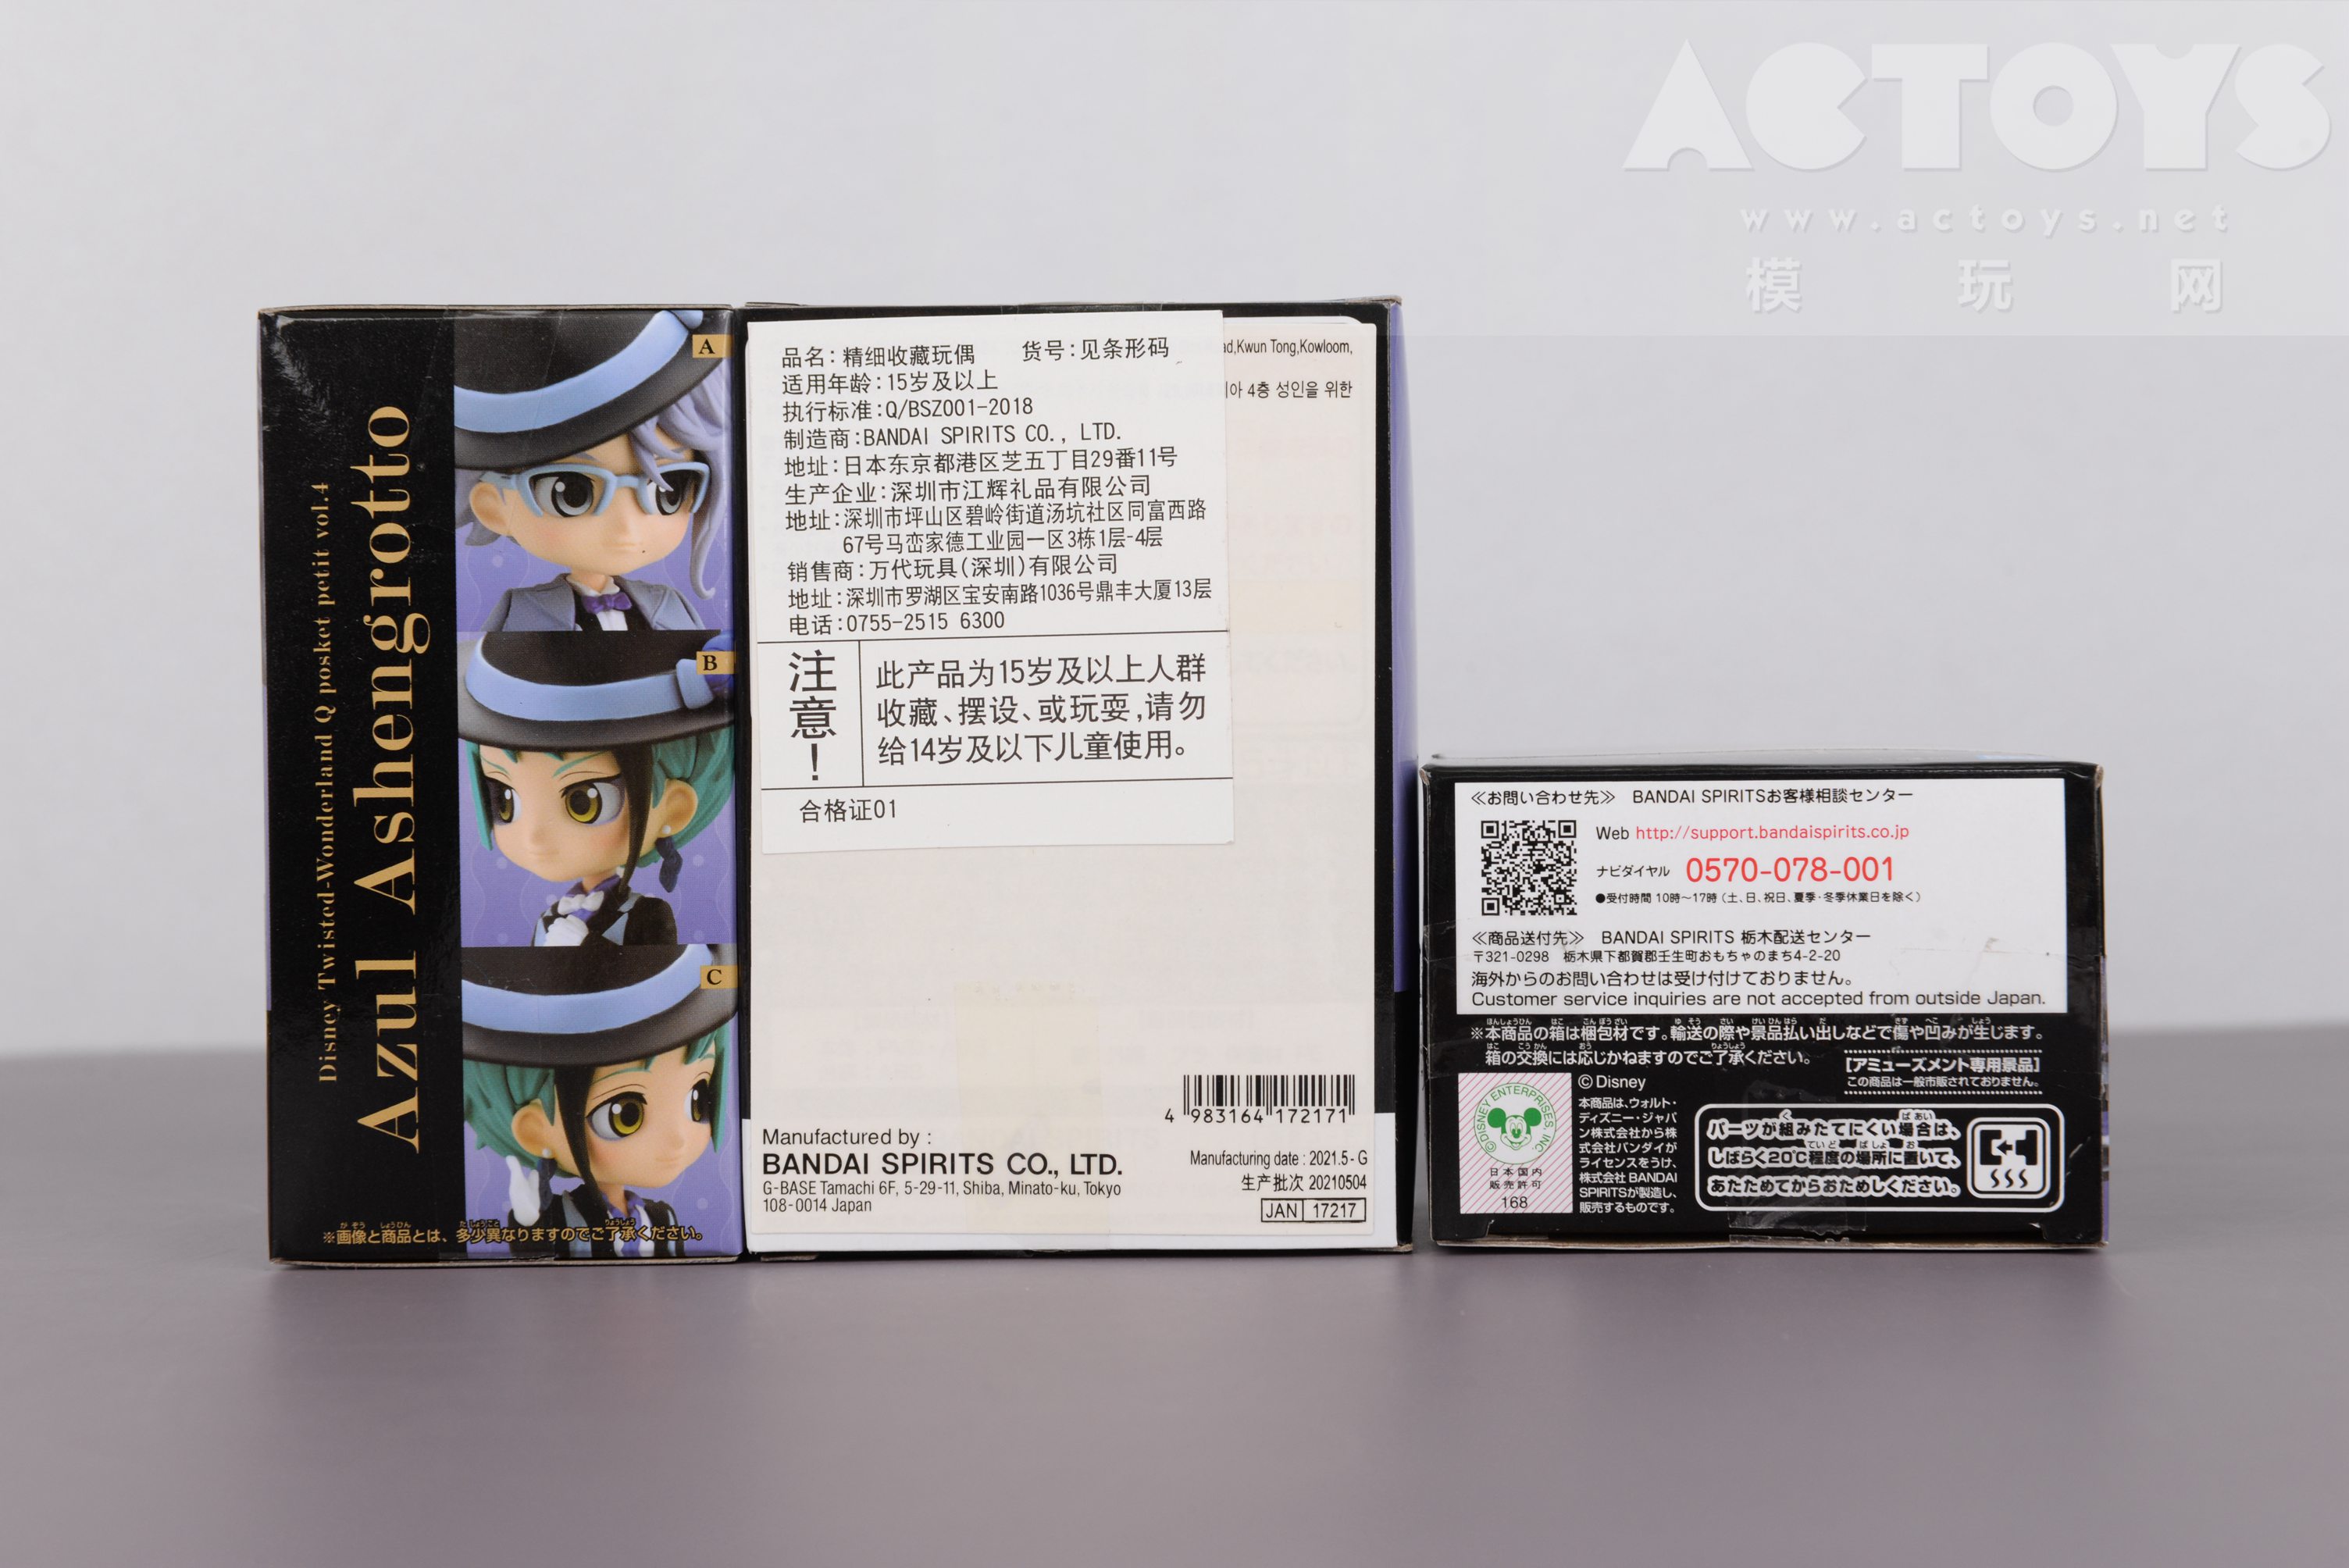 ACTOYS
www.actoys.net
模玩网
Disney Twisted-Wonderland Q posket petit vol.4
Azul Ashengrotto
A
B
C
※画像と商品とは、多少異なりますのでご了承ください。
品名:精细收藏玩偶 货号:见条形码
适用年龄:15岁及以上
执行标准:Q/BSZ001-2018
制造商:BANDAI SPIRITS CO., LTD.
地址:日本东京都港区芝五丁目29番11号
生产企业:深圳市江辉礼品有限公司
地址:深圳市坪山区碧岭街道汤坑社区同富西路
67号马峦家德工业园一区3栋1层-4层
销售商:万代玩具(深圳)有限公司
地址:深圳市罗湖区宝安南路1036号鼎丰大厦13层
电话:0755-2515 6300
注意!
此产品为15岁及以上人群
收藏、摆设、或玩耍,请勿
给14岁及以下儿童使用。
合格证01
,Kwun Tong,Kowloom,
4층 성인을 위한
4 983164 172171
Manufactured by :
BANDAI SPIRITS CO., LTD.
G-BASE Tamachi 6F, 5-29-11, Shiba, Minato-ku, Tokyo
108-0014 Japan
Manufacturing date : 2021.5-G
生产批次 20210504
JAN 17217
≪お問い合わせ先≫ BANDAI SPIRITSお客様相談センター
Web http://support.bandaispirits.co.jp
ナビダイヤル 0570-078-001
●受付時間 10時〜17時(土、日、祝日、夏季・冬季休業日を除く)
≪商品送付先≫ BANDAI SPIRITS 栃木配送センター
〒321-0298 栃木県下都賀郡壬生町おもちゃのまち4-2-20
海外からのお問い合わせは受け付けておりません。
Customer service inquiries are not accepted from outside Japan.
※本商品の箱は梱包材です。輸送の際や景品払い出しなどで傷や凹みが生じます。
箱の交換には応じかねますのでご了承ください。
[アミューズメント専用景品]
この商品は一般市販されておりません。
©DISNEY ENTERPRISES, INC.
日本国内
販売許可
168
©Disney
本商品は、ウォルト・
ディズニー・ジャパ
ン株式会社から株
式会社バンダイが
ライセンスをうけ、
株式会社BANDAI
SPIRITSが製造し、
販売するものです。
パーツが組みたてにくい場合は、
しばらく20℃程度の場所に置いて、
あたためてからおためしください。